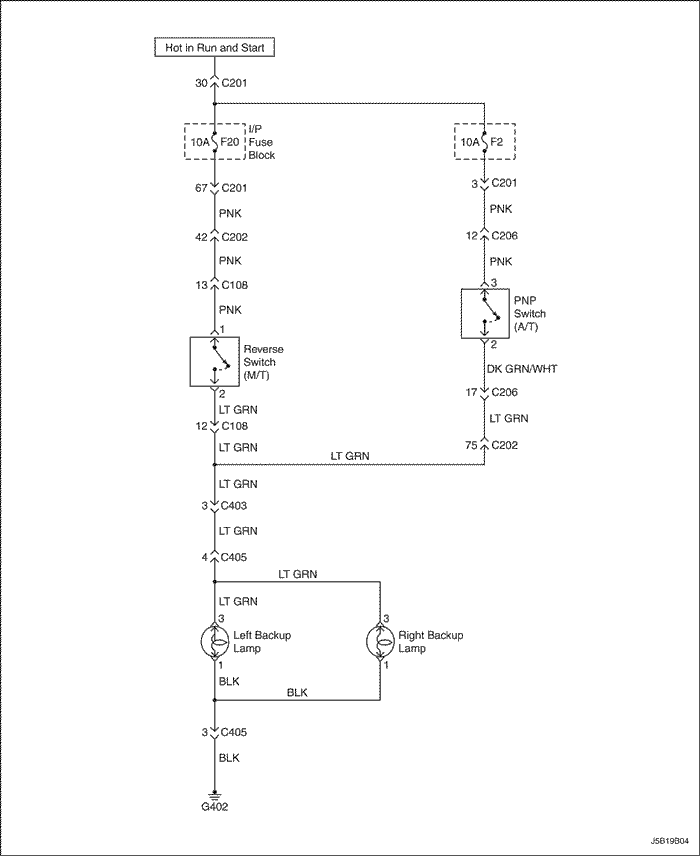 Hot in Run and Start
30 C201
10A F20
I/P
Fuse
Block
10A F2
67 C201
3 C201
PNK
PNK
42 C202
12 C206
PNK
PNK
13 C108
3
PNK
PNP
Switch
(A/T)
1
Reverse
Switch
(M/T)
2
DK GRN/WHT
2
17 C206
LT GRN
LT GRN
12 C108
75 C202
LT GRN
LT GRN
LT GRN
3 C403
LT GRN
4 C405
LT GRN
LT GRN
3
3
Left Backup
Lamp
Right Backup
Lamp
1
1
BLK
BLK
3 C405
BLK
G402
J5B19B04